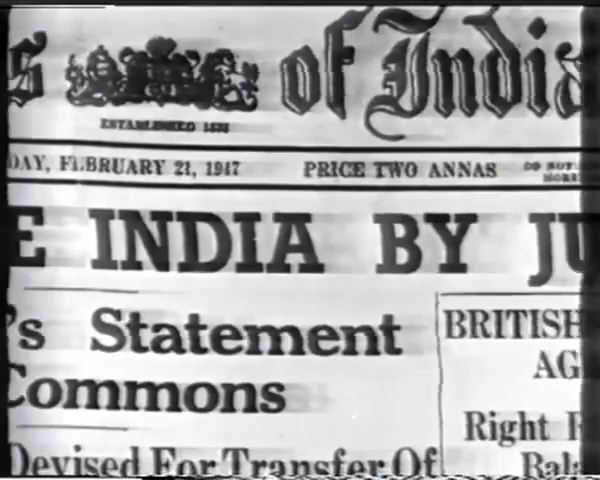 s of India
ESTABLISHED 1838
DAY, FEBRUARY 21, 1947 PRICE TWO ANNAS DO NOT
MORE
E INDIA BY JU
's Statement
Commons
Devised For Transfer Of
BRITISH
AG
Right
Bala